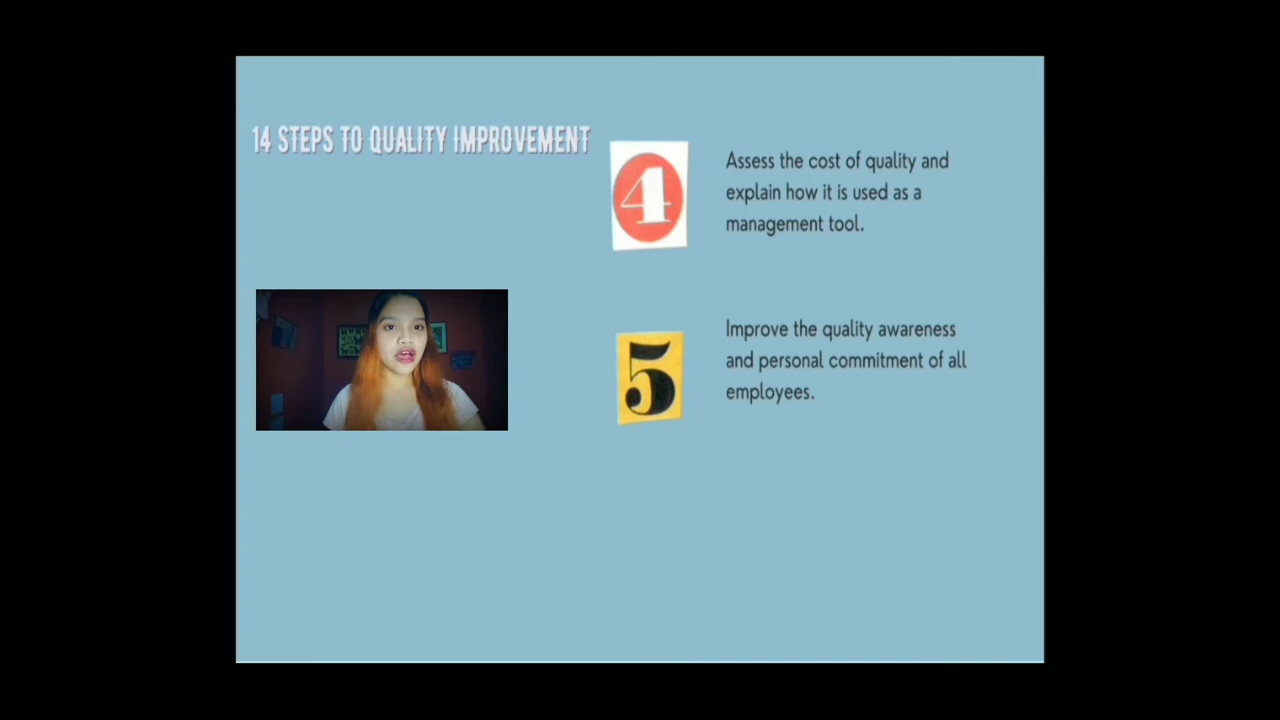 14 STEPS TO QUALITY IMPROVEMENT
4
Assess the cost of quality and
explain how it is used as a
management tool.
5
Improve the quality awareness
and personal commitment of all
employees.